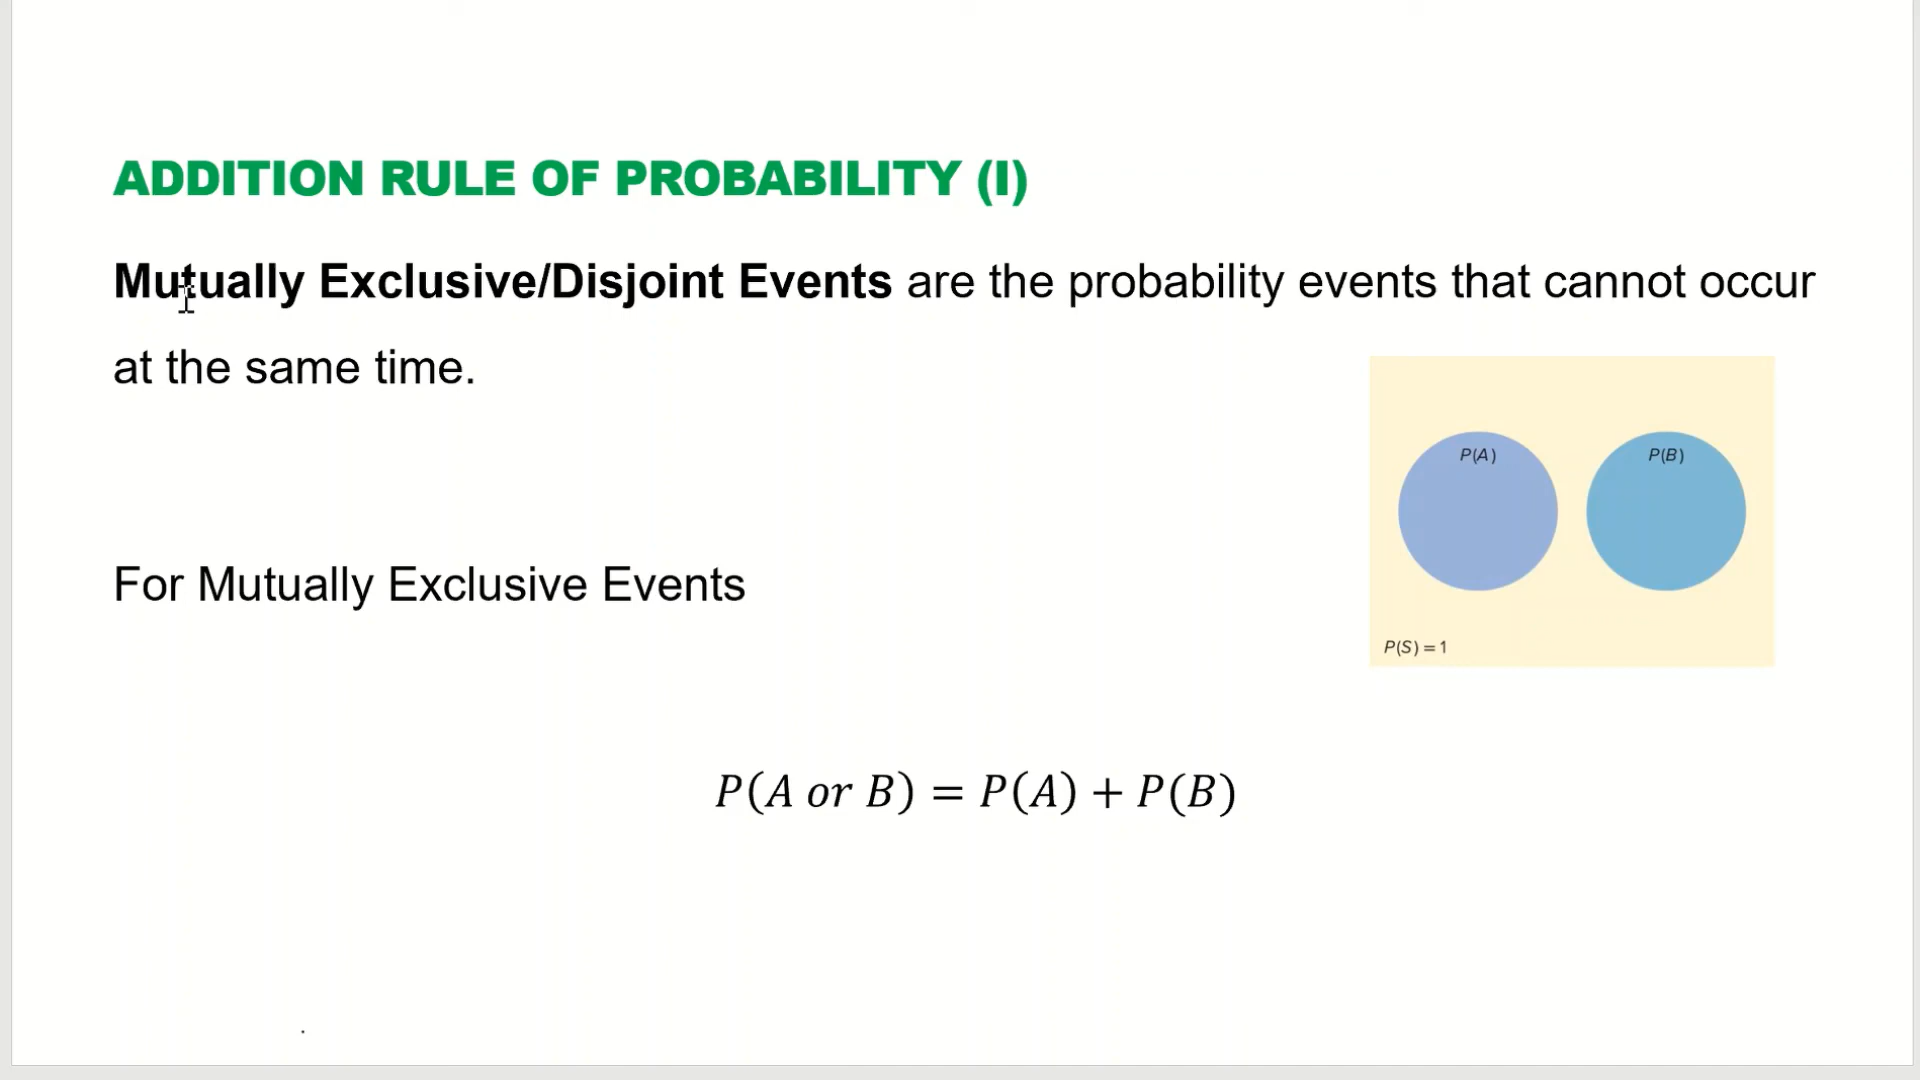 ADDITION RULE OF PROBABILITY (I)
Mutually Exclusive/Disjoint Events are the probability events that cannot occur
at the same time.
P(A) P(B)
For Mutually Exclusive Events
P(S) = 1
P(A or B) = P(A) + P(B)
.